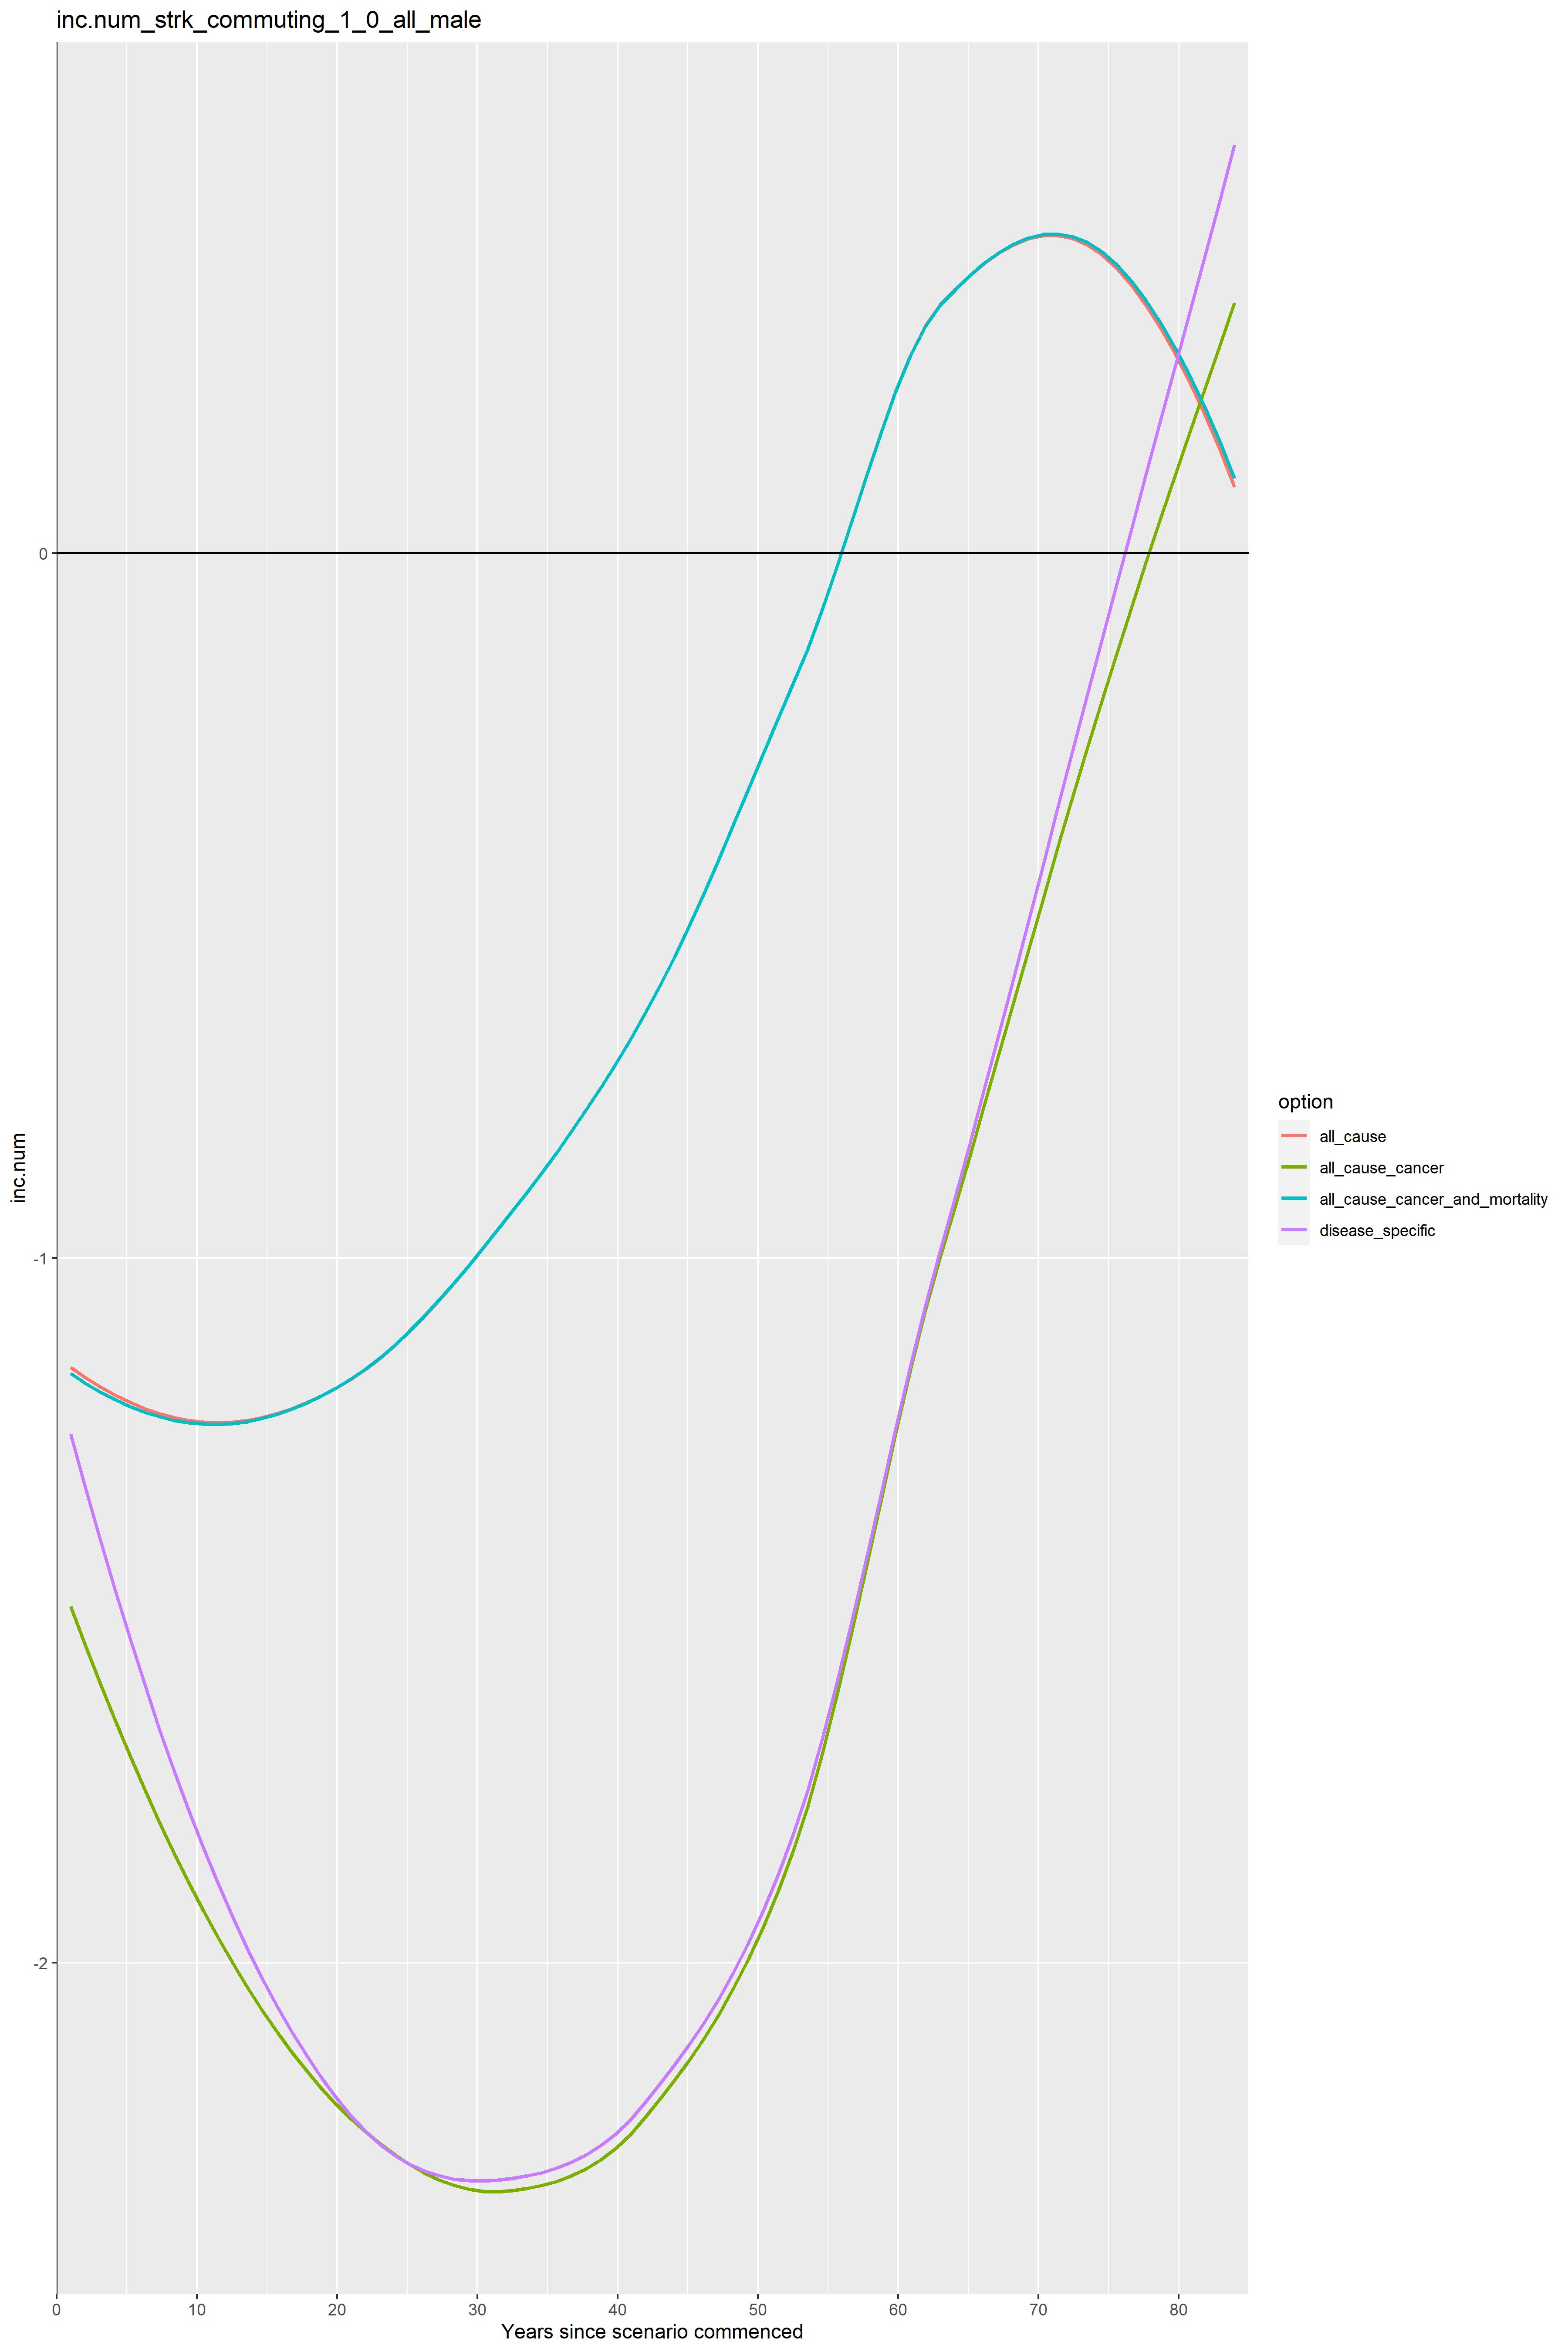 inc.num_strk_commuting_1_0_all_male
0
-1
-2
inc.num
0 10 20 30 40 50 60 70 80
Years since scenario commenced
option
all_cause
all_cause_cancer
all_cause_cancer_and_mortality
disease_specific